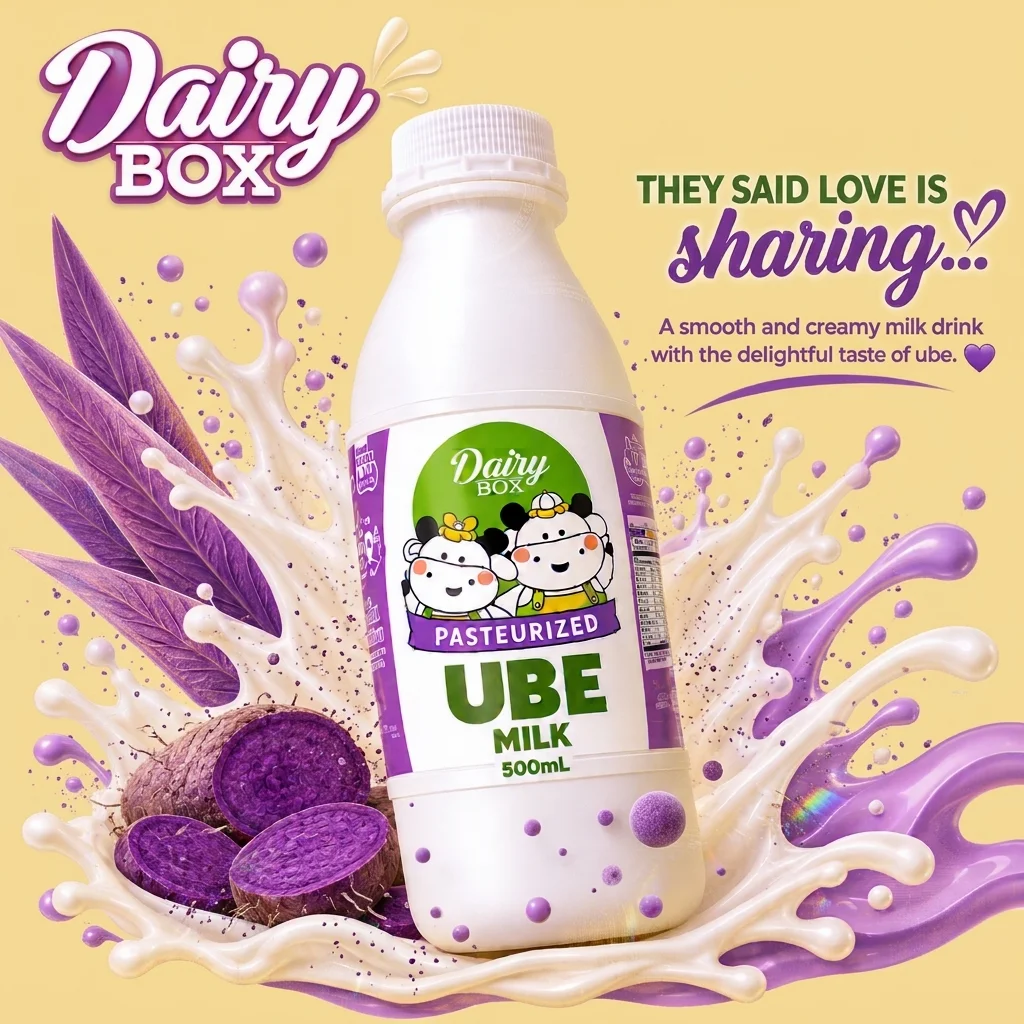 Dairy
BOX
THEY SAID LOVE IS
sharing...
A smooth and creamy milk drink
with the delightful taste of ube. 💜
Dairy
BOX
PASTEURIZED
UBE
MILK
500mL